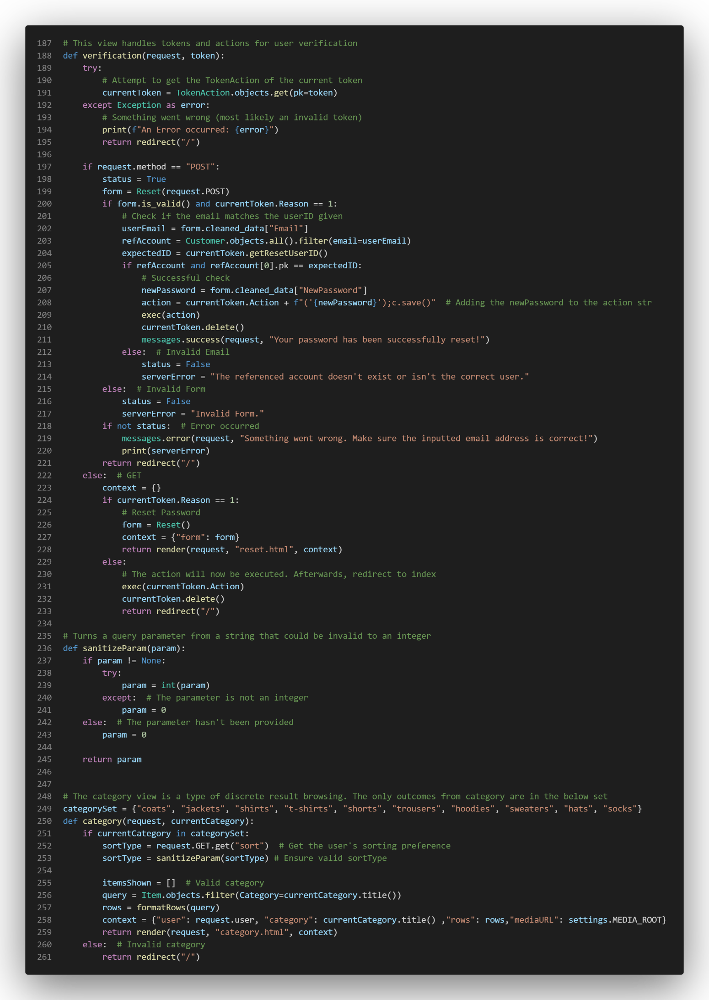 187 # This view handles tokens and actions for user verification
188 def verification(request, token):
189     try:
190         # Attempt to get the TokenAction of the current token
191         currentToken = TokenAction.objects.get(pk=token)
192     except Exception as error:
193         # Something went wrong (most likely an invalid token)
194         print(f"An Error occurred: {error}")
195         return redirect("/")
196
197     if request.method == "POST":
198         status = True
199         form = Reset(request.POST)
200         if form.is_valid() and currentToken.Reason == 1:
201             # Check if the email matches the userID given
202             userEmail = form.cleaned_data["Email"]
203             refAccount = Customer.objects.all().filter(email=userEmail)
204             expectedID = currentToken.getResetUserID()
205             if refAccount and refAccount[0].pk == expectedID:
206                 # Successful check
207                 newPassword = form.cleaned_data["NewPassword"]
208                 action = currentToken.Action + f"('{newPassword}');c.save()"  # Adding the newPassword to the action str
209                 exec(action)
210                 currentToken.delete()
211                 messages.success(request, "Your password has been successfully reset!")
212             else:  # Invalid Email
213                 status = False
214                 serverError = "The referenced account doesn't exist or isn't the correct user."
215         else:  # Invalid Form
216             status = False
217             serverError = "Invalid Form."
218         if not status:  # Error occurred
219             messages.error(request, "Something went wrong. Make sure the inputted email address is correct!")
220             print(serverError)
221         return redirect("/")
222     else:  # GET
223         context = {}
224         if currentToken.Reason == 1:
225             # Reset Password
226             form = Reset()
227             context = {"form": form}
228             return render(request, "reset.html", context)
229         else:
230             # The action will now be executed. Afterwards, redirect to index
231             exec(currentToken.Action)
232             currentToken.delete()
233             return redirect("/")
234
235 # Turns a query parameter from a string that could be invalid to an integer
236 def sanitizeParam(param):
237     if param != None:
238         try:
239             param = int(param)
240         except:  # The parameter is not an integer
241             param = 0
242     else:  # The parameter hasn't been provided
243         param = 0
244
245     return param
246
247
248 # The category view is a type of discrete result browsing. The only outcomes from category are in the below set
249 categorySet = {"coats", "jackets", "shirts", "t-shirts", "shorts", "trousers", "hoodies", "sweaters", "hats", "socks"}
250 def category(request, currentCategory):
251     if currentCategory in categorySet:
252         sortType = request.GET.get("sort")  # Get the user's sorting preference
253         sortType = sanitizeParam(sortType) # Ensure valid sortType
254
255         itemsShown = []  # Valid category
256         query = Item.objects.filter(Category=currentCategory.title())
257         rows = formatRows(query)
258         context = {"user": request.user, "category": currentCategory.title() ,"rows": rows,"mediaURL": settings.MEDIA_ROOT}
259         return render(request, "category.html", context)
260     else:  # Invalid category
261         return redirect("/")